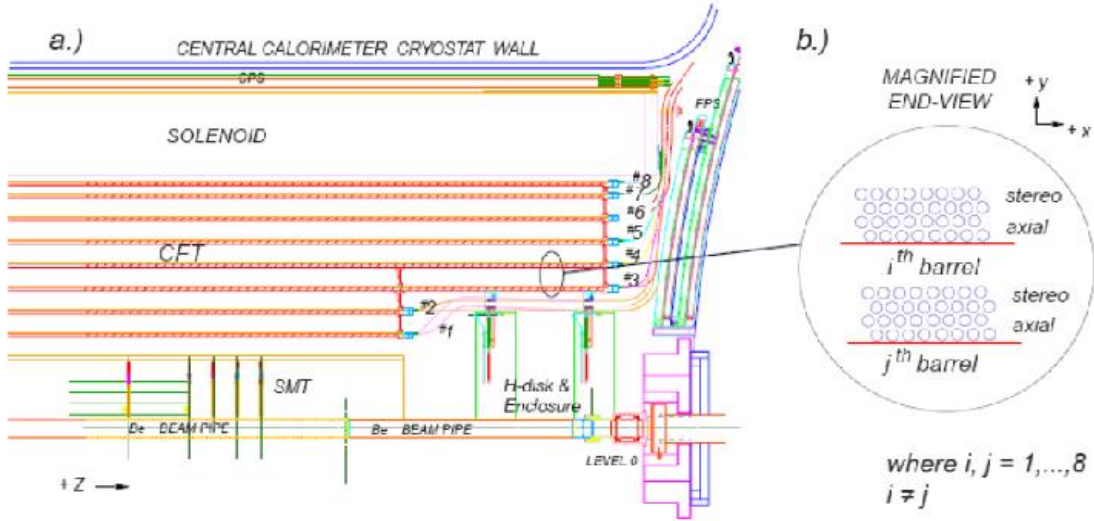 a.)
CENTRAL CALORIMETER CRYOSTAT WALL
CPS
SOLENOID
FPS
#8
#7
#6
#5
CFT
#4
#3
#2
#1
SMT
H-disk &
Enclosure
Be BEAM PIPE
Be BEAM PIPE
LEVEL 0
+ Z
b.)
MAGNIFIED
END-VIEW
+ y
+ x
stereo
axial
i th barrel
stereo
axial
j th barrel
where i, j = 1,...,8
i ≠ j